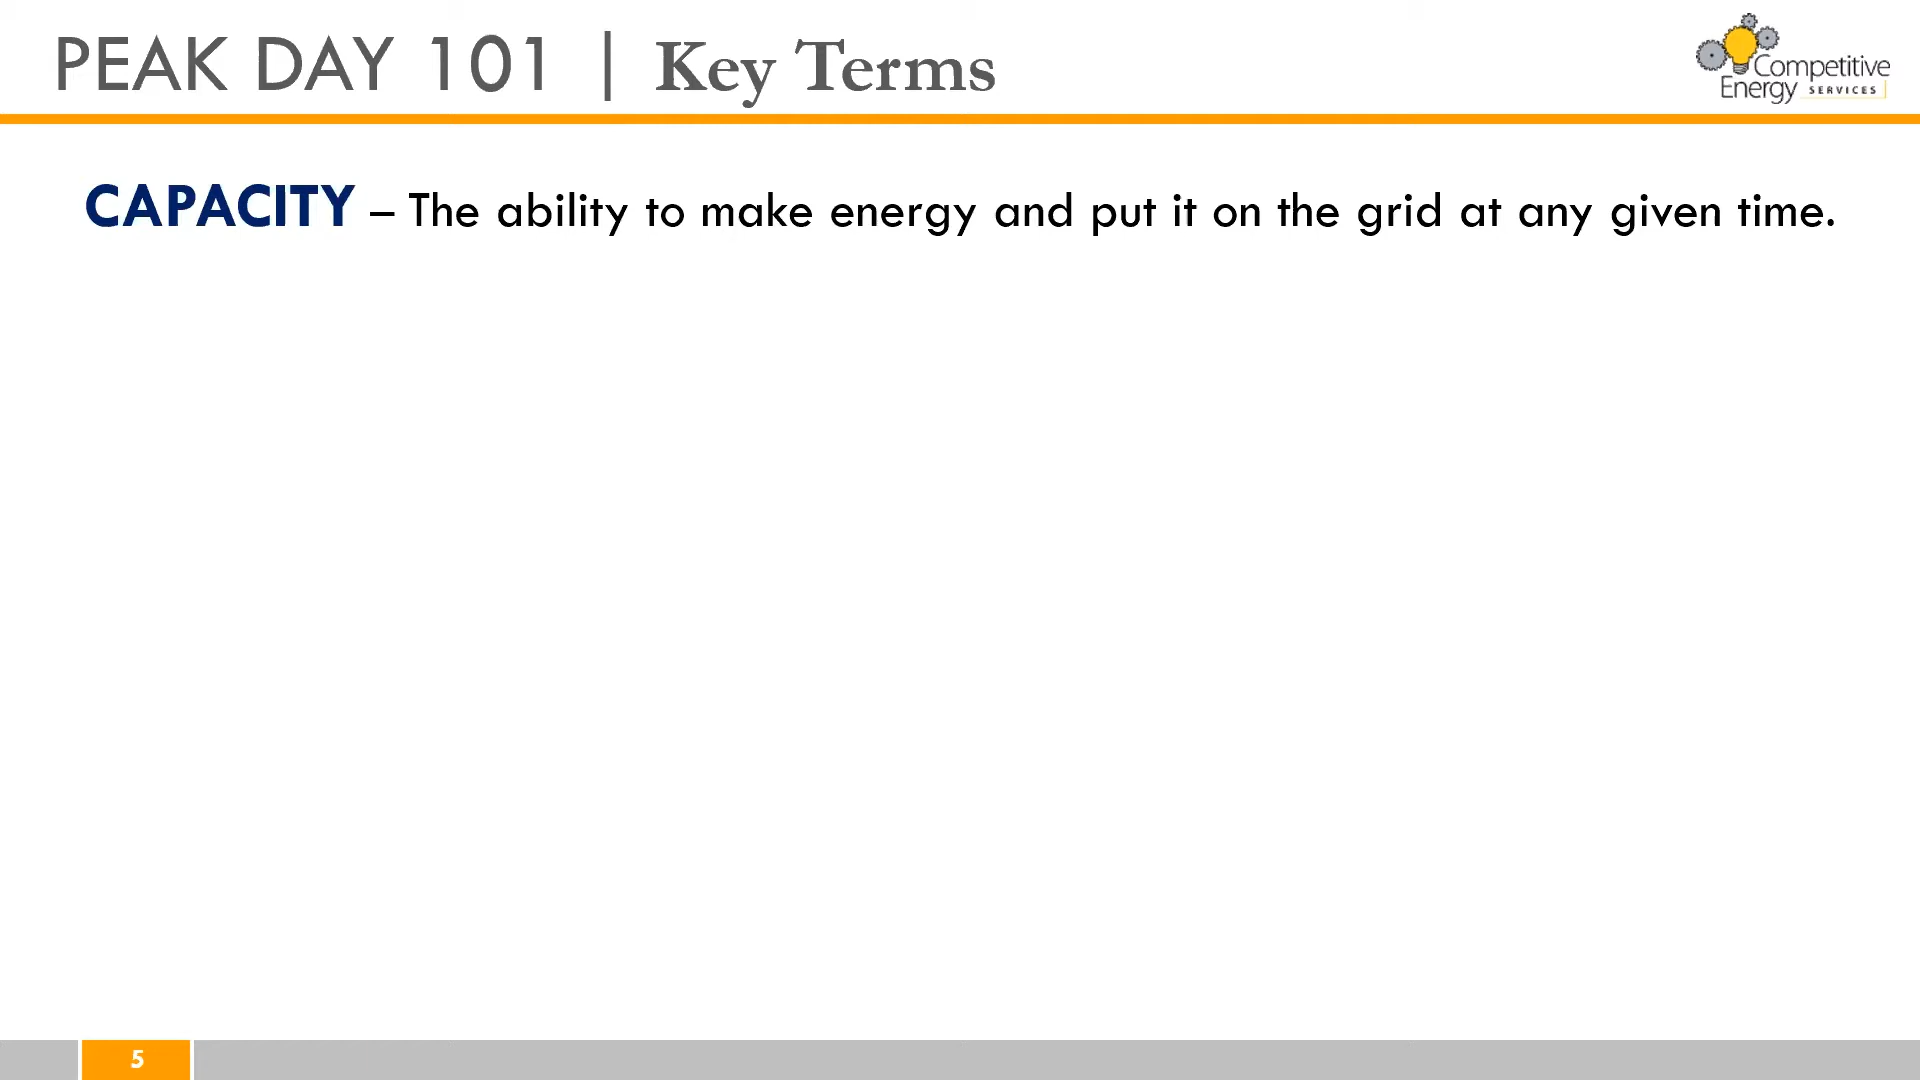 PEAK DAY 101 | Key Terms
Competitive
Energy SERVICES
CAPACITY – The ability to make energy and put it on the grid at any given time.
5